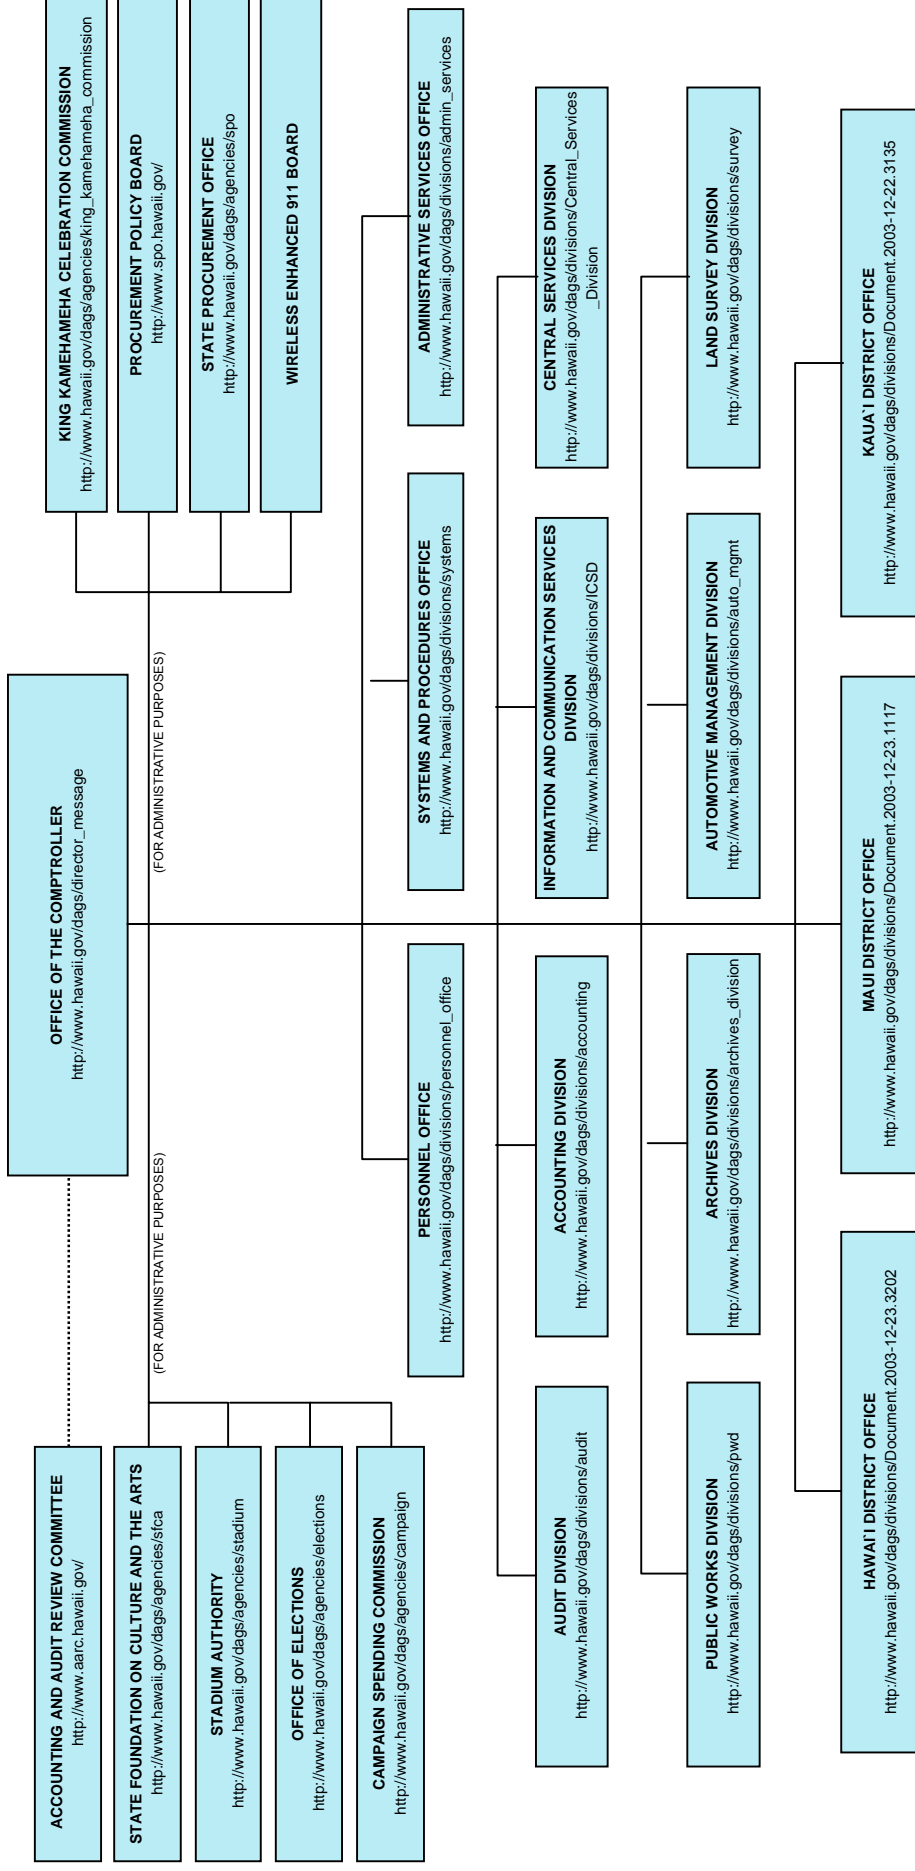 OFFICE OF THE COMPTROLLER
http://www.hawaii.gov/dags/director_message
ACCOUNTING AND AUDIT REVIEW COMMITTEE
http://www.aarc.hawaii.gov/
STATE FOUNDATION ON CULTURE AND THE ARTS
http://www.hawaii.gov/dags/agencies/sfca
STADIUM AUTHORITY
http://www.hawaii.gov/dags/agencies/stadium
OFFICE OF ELECTIONS
http://www.hawaii.gov/dags/agencies/elections
CAMPAIGN SPENDING COMMISSION
http://www.hawaii.gov/dags/agencies/campaign
(FOR ADMINISTRATIVE PURPOSES)
(FOR ADMINISTRATIVE PURPOSES)
KING KAMEHAMEHA CELEBRATION COMMISSION
http://www.hawaii.gov/dags/agencies/king_kamehameha_commission
PROCUREMENT POLICY BOARD
http://www.spo.hawaii.gov/
STATE PROCUREMENT OFFICE
http://www.hawaii.gov/dags/agencies/spo
WIRELESS ENHANCED 911 BOARD
PERSONNEL OFFICE
http://www.hawaii.gov/dags/divisions/personnel_office
SYSTEMS AND PROCEDURES OFFICE
http://www.hawaii.gov/dags/divisions/systems
ADMINISTRATIVE SERVICES OFFICE
http://www.hawaii.gov/dags/divisions/admin_services
AUDIT DIVISION
http://www.hawaii.gov/dags/divisions/audit
ACCOUNTING DIVISION
http://www.hawaii.gov/dags/divisions/accounting
INFORMATION AND COMMUNICATION SERVICES
DIVISION
http://www.hawaii.gov/dags/divisions/ICSD
CENTRAL SERVICES DIVISION
http://www.hawaii.gov/dags/divisions/Central_Services
_Division
PUBLIC WORKS DIVISION
http://www.hawaii.gov/dags/divisions/pwd
ARCHIVES DIVISION
http://www.hawaii.gov/dags/divisions/archives_division
AUTOMOTIVE MANAGEMENT DIVISION
http://www.hawaii.gov/dags/divisions/auto_mgmt
LAND SURVEY DIVISION
http://www.hawaii.gov/dags/divisions/survey
HAWAI'I DISTRICT OFFICE
http://www.hawaii.gov/dags/divisions/Document.2003-12-23.3202
MAUI DISTRICT OFFICE
http://www.hawaii.gov/dags/divisions/Document.2003-12-23.1117
KAUA`I DISTRICT OFFICE
http://www.hawaii.gov/dags/divisions/Document.2003-12-22.3135